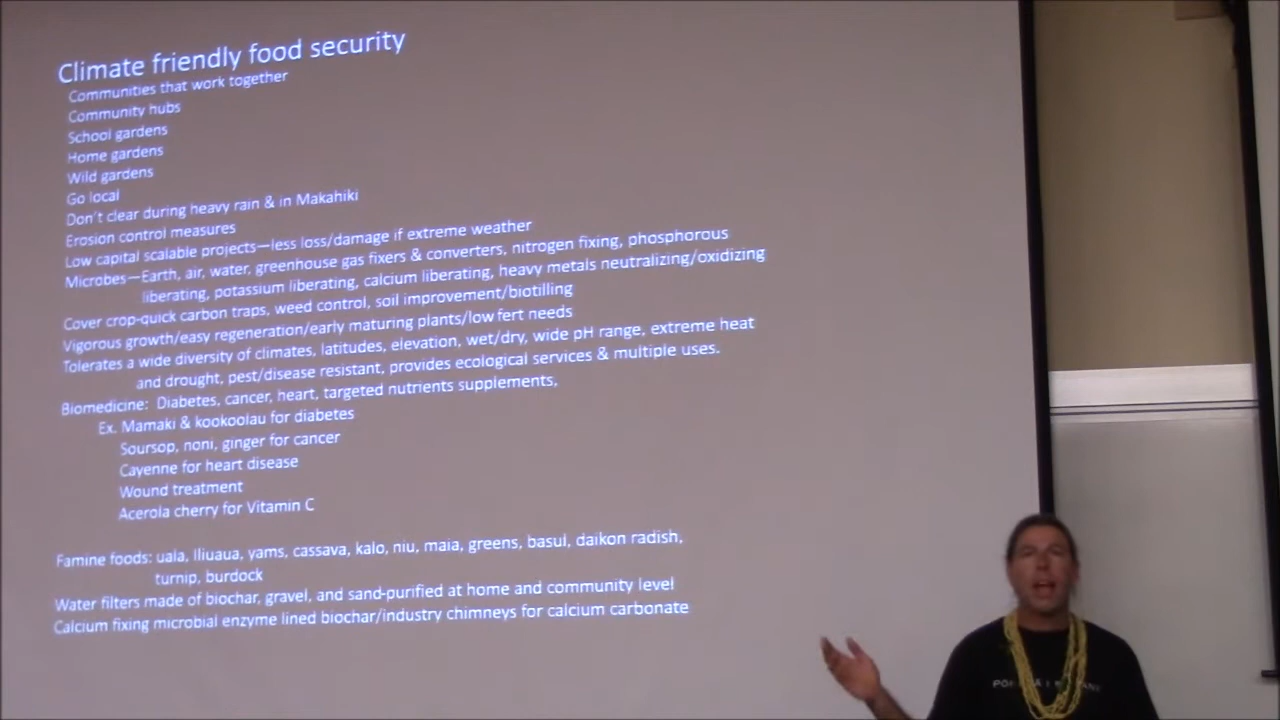 Climate friendly food security
Communities that work together
Community hubs
School gardens
Home gardens
Wild gardens
Go local
Don't clear during heavy rain & in Makahiki
Erosion control measures
Low capital scalable projects—less loss/damage if extreme weather
Microbes—Earth, air, water, greenhouse gas fixers & converters, nitrogen fixing, phosphorous
liberating, potassium liberating, calcium liberating, heavy metals neutralizing/oxidizing
Cover crop-quick carbon traps, weed control, soil improvement/biotilling
Vigorous growth/easy regeneration/early maturing plants/low fert needs
Tolerates a wide diversity of climates, latitudes, elevation, wet/dry, wide pH range, extreme heat
and drought, pest/disease resistant, provides ecological services & multiple uses.
Biomedicine: Diabetes, cancer, heart, targeted nutrients supplements,
Ex. Mamaki & kookoolau for diabetes
Soursop, noni, ginger for cancer
Cayenne for heart disease
Wound treatment
Acerola cherry for Vitamin C
Famine foods: uala, Iliuaua, yams, cassava, kalo, niu, maia, greens, basul, daikon radish,
turnip, burdock
Water filters made of biochar, gravel, and sand-purified at home and community level
Calcium fixing microbial enzyme lined biochar/industry chimneys for calcium carbonate